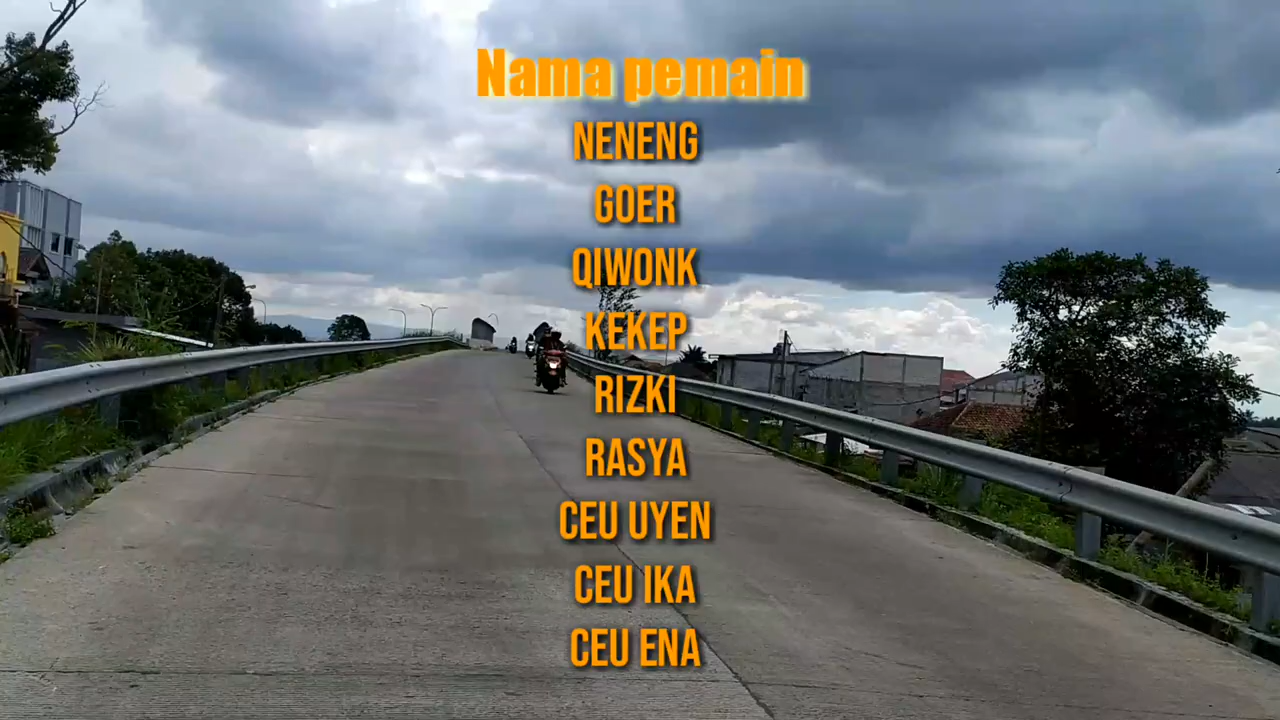 Nama pemain
NENENG
GOER
QIWONK
KEKEP
RIZKI
RASYA
CEU UYEN
CEU IKA
CEU ENA